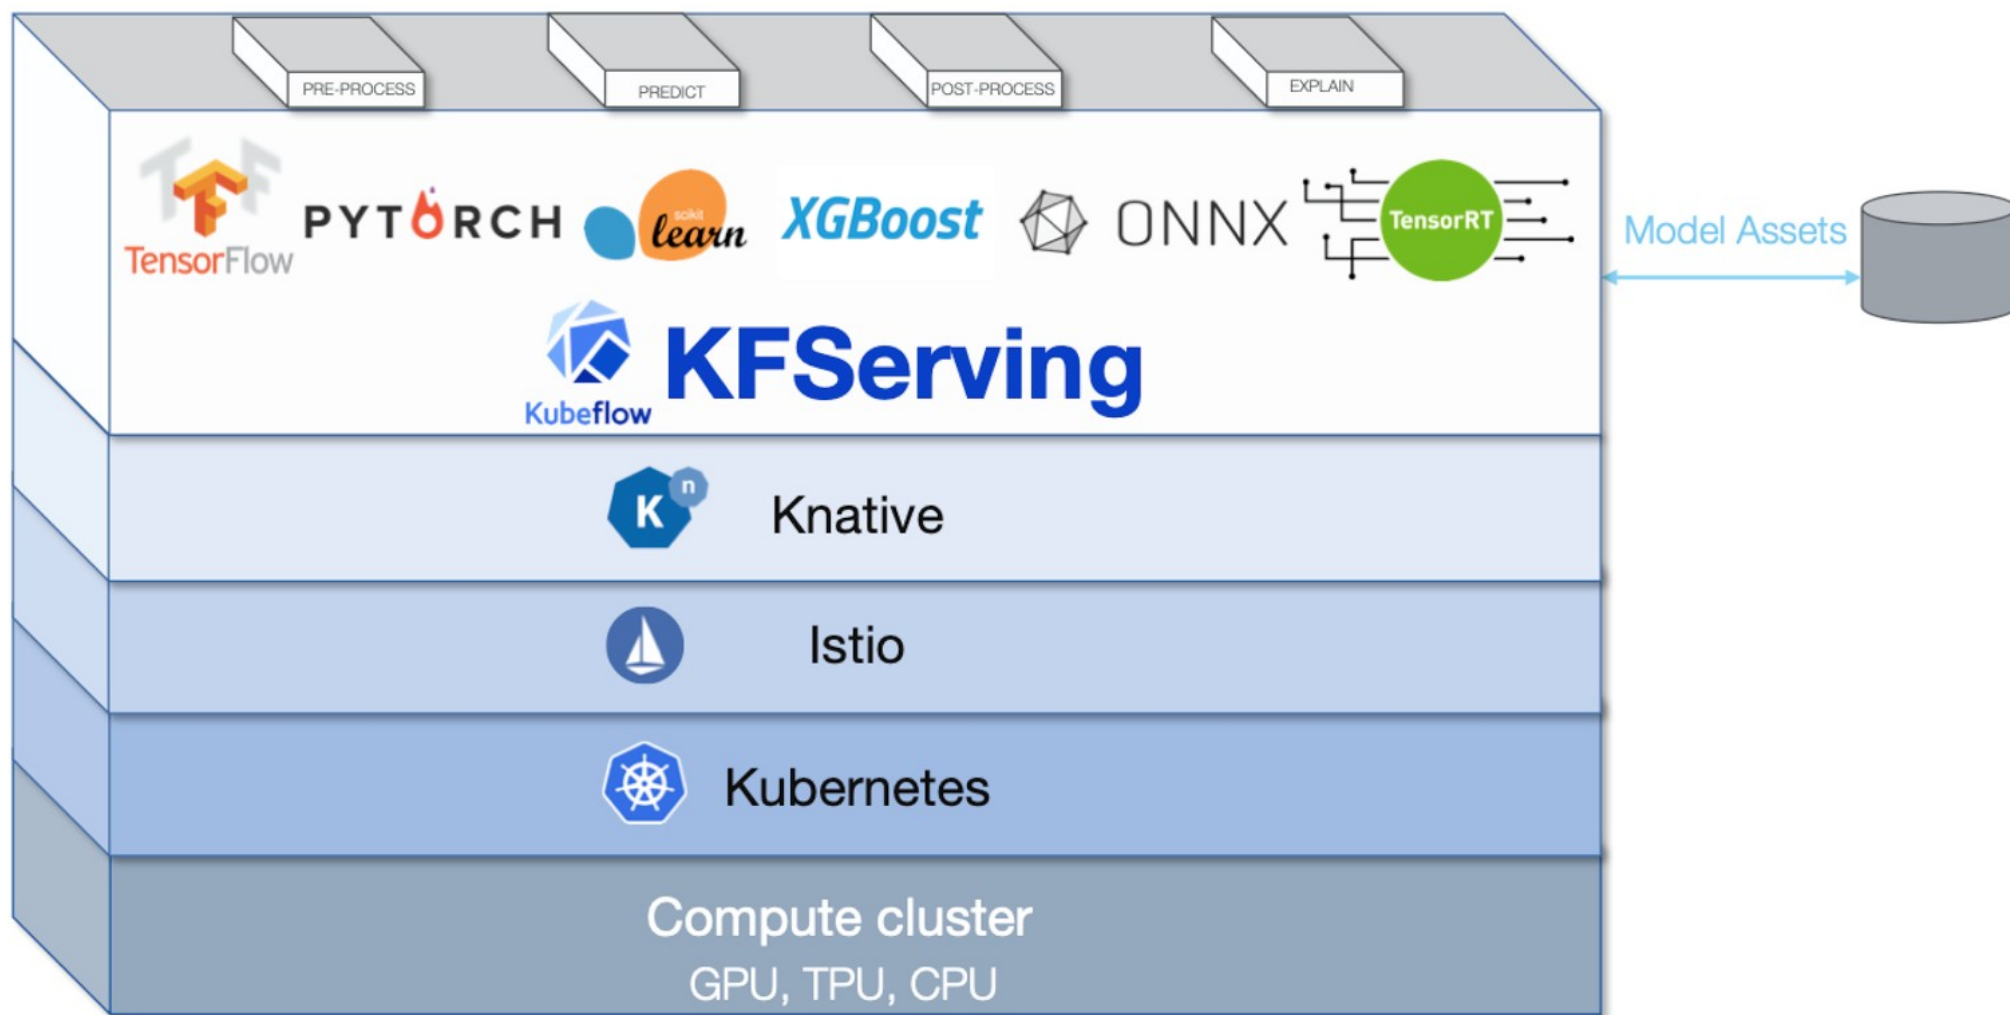 PRE-PROCESS
PREDICT
POST-PROCESS
EXPLAIN
TensorFlow
PYTORCH
scikit
learn
XGBoost
ONNX
TensorRT
Model Assets
Kubeflow
KFServing
K n
Knative
Istio
Kubernetes
Compute cluster
GPU, TPU, CPU